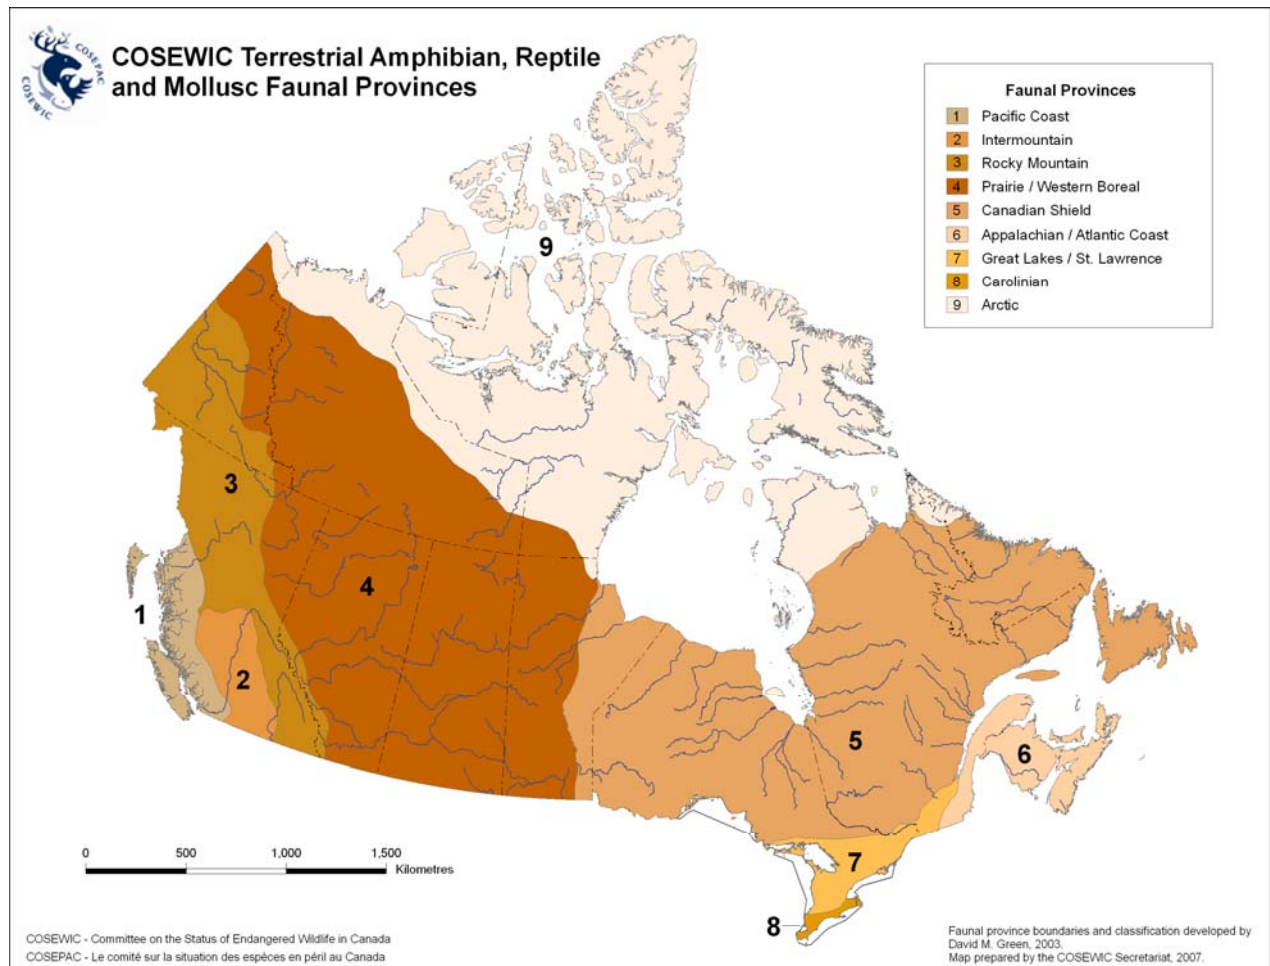 COSEWIC COSEPAC
COSEWIC Terrestrial Amphibian, Reptile
and Mollusc Faunal Provinces
Faunal Provinces
1 Pacific Coast
2 Intermountain
3 Rocky Mountain
4 Prairie / Western Boreal
5 Canadian Shield
6 Appalachian / Atlantic Coast
7 Great Lakes / St. Lawrence
8 Carolinian
9 Arctic
9
3
4
1
2
5
6
7
8
0 500 1,000 1,500
Kilometres
COSEWIC - Committee on the Status of Endangered Wildlife in Canada
COSEPAC - Le comité sur la situation des espèces en péril au Canada
Faunal province boundaries and classification developed by
David M. Green, 2003.
Map prepared by the COSEWIC Secretariat, 2007.